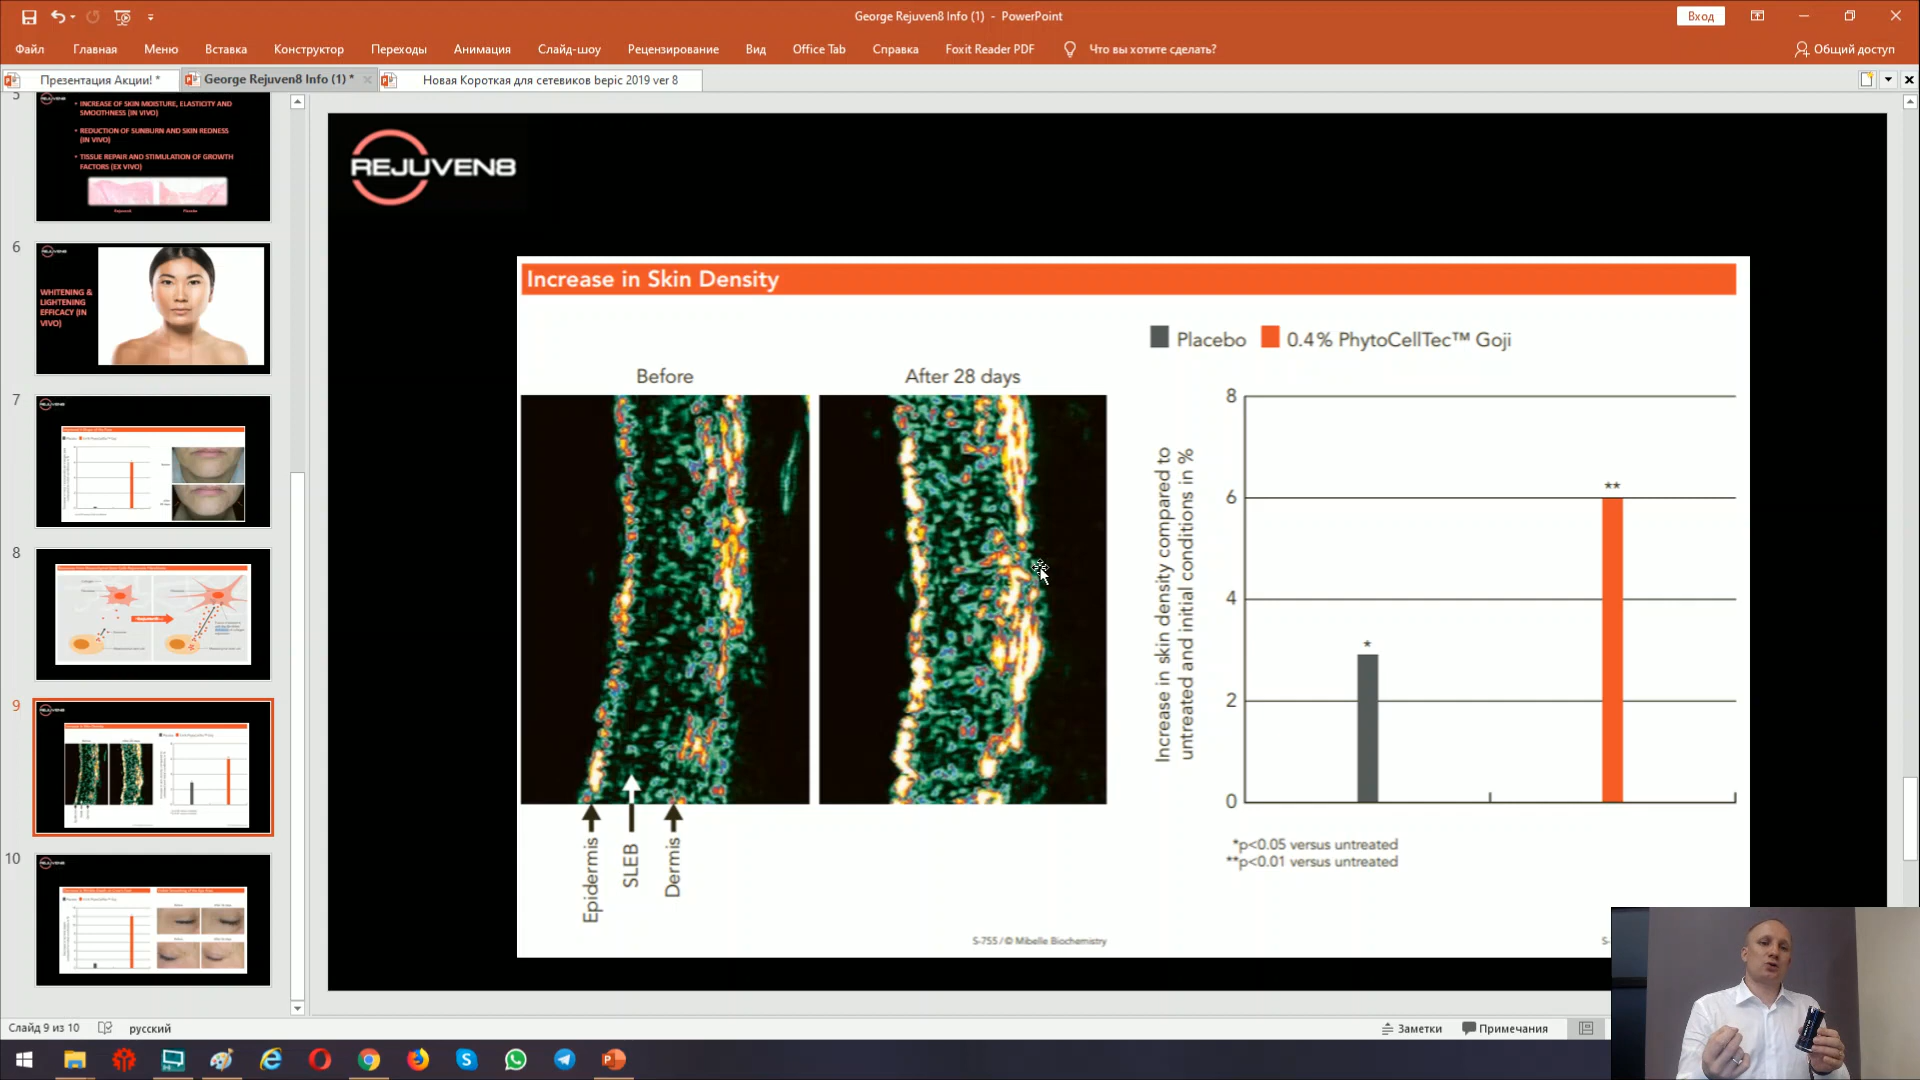 George Rejuven8 Info (1) - PowerPoint
Вход
Файл Главная Меню Вставка Конструктор Переходы Анимация Слайд-шоу Рецензирование Вид Office Tab Справка Foxit Reader PDF Что вы хотите сделать? Общий доступ
Презентация Акции! * George Rejuven8 Info (1) * Новая Короткая для сетевиков bepic 2019 ver 8
5
• INCREASE OF SKIN MOISTURE, ELASTICITY AND
SMOOTHNESS (IN VIVO)
• REDUCTION OF SUNBURN AND SKIN REDNESS
(IN VIVO)
• TISSUE REPAIR AND STIMULATION OF GROWTH
FACTORS (EX VIVO)
6
WHITENING &
LIGHTENING
EFFICACY (IN
VIVO)
7
8
9
10
REJUVEN8
Increase in Skin Density
Placebo 0.4% PhytoCellTec™ Goji
Before After 28 days
Increase in skin density compared to
untreated and initial conditions in %
8
6
4
2
0
*
**
Epidermis
SLEB
Dermis
*p<0.05 versus untreated
**p<0.01 versus untreated
S-755 / © Mibelle Biochemistry
S-
Слайд 9 из 10 русский Заметки Примечания